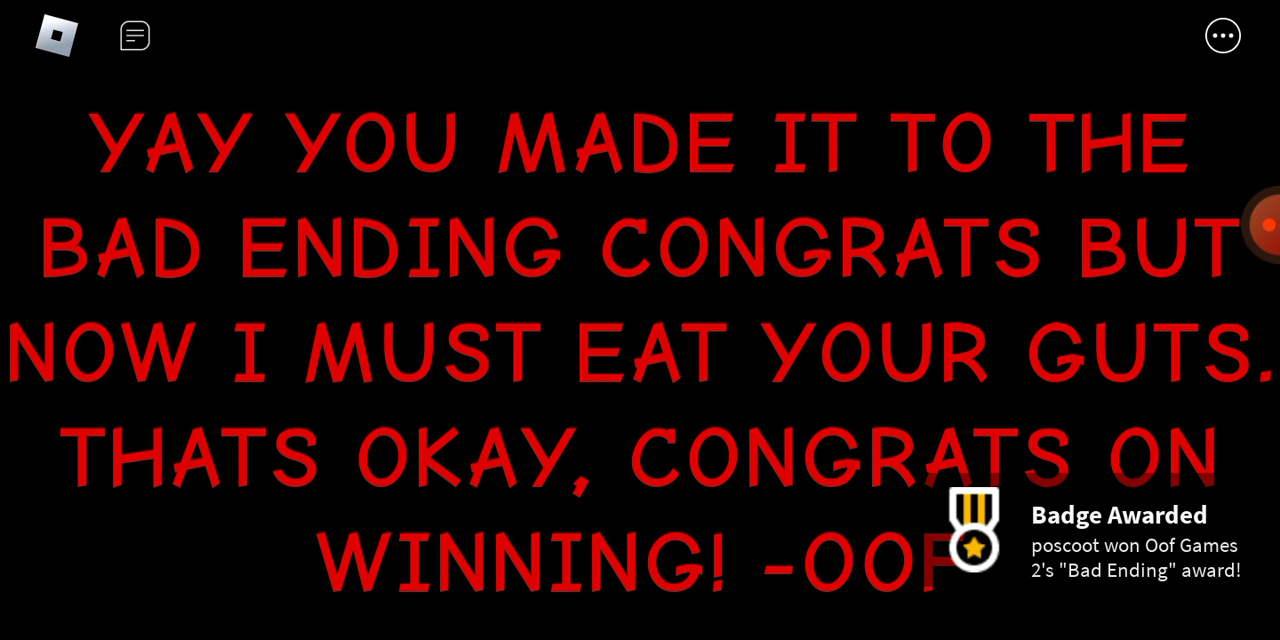 YAY YOU MADE IT TO THE
BAD ENDING CONGRATS BUT
NOW I MUST EAT YOUR GUTS.
THATS OKAY, CONGRATS ON
WINNING! -OOF
Badge Awarded
poscoot won Oof Games
2's "Bad Ending" award!